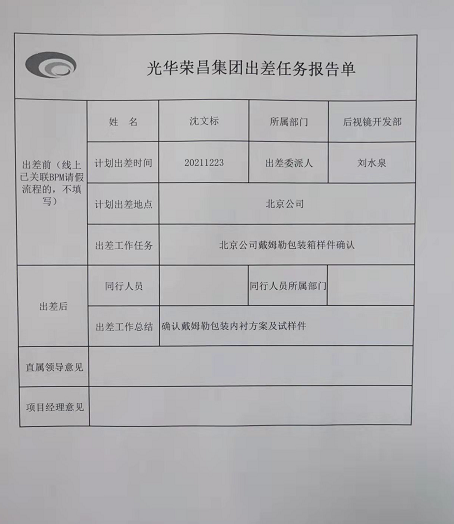 光华荣昌集团出差任务报告单
姓 名 沈文标 所属部门 后视镜开发部
出差前（线上
已关联BPM请假
流程的，不填
写）
计划出差时间 20211223 出差委派人 刘水泉
计划出差地点 北京公司
出差工作任务 北京公司戴姆勒包装箱样件确认
出差后
同行人员 同行人员所属部门
出差工作总结 确认戴姆勒包装内衬方案及试样件
直属领导意见
项目经理意见